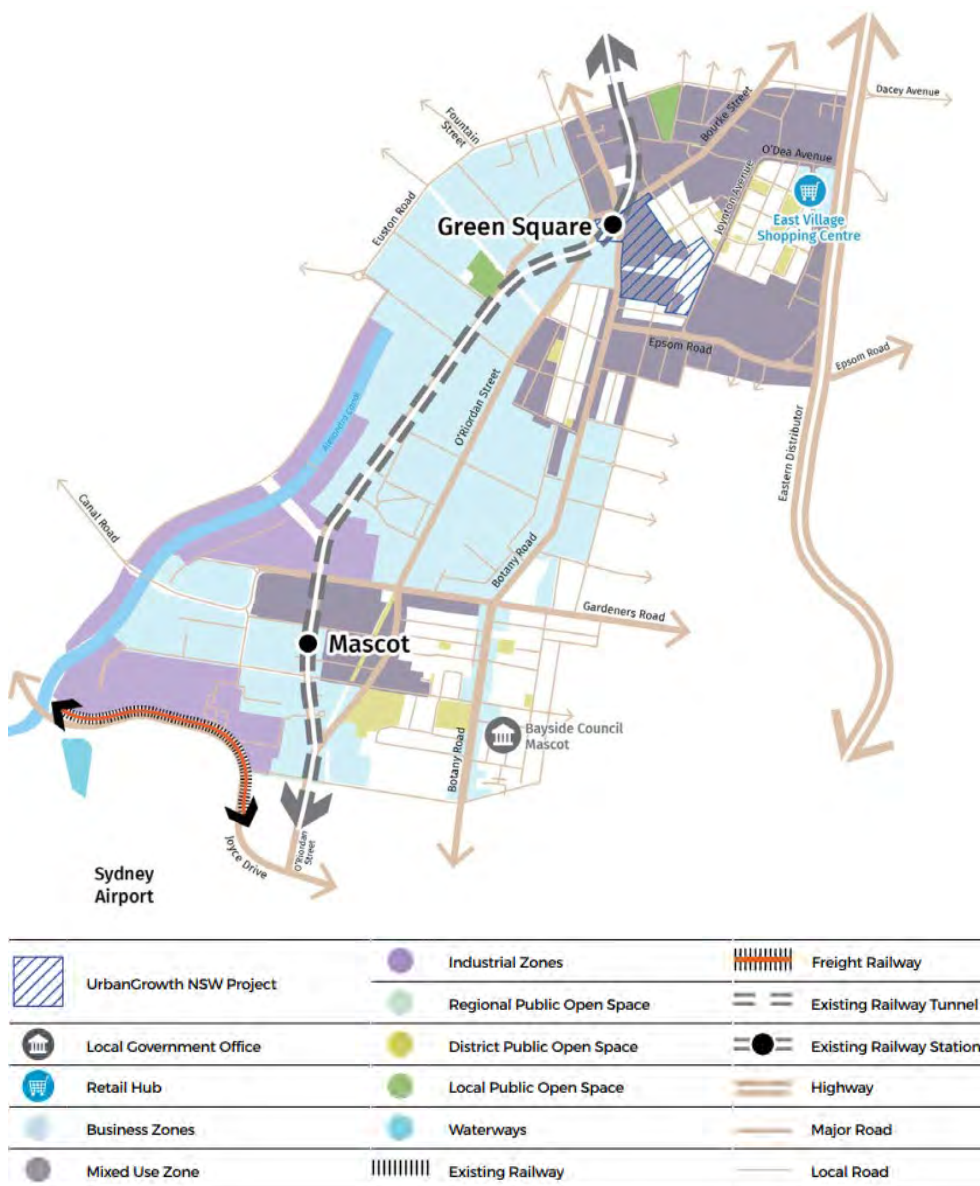 Dacey Avenue
Fountain
Street
Bourke Street
O'Dea Avenue
Joynton Avenue
Euston Road
Green Square
East Village
Shopping Centre
Epsom Road
Epsom Road
O'Riordan Street
Alexandra Canal
Eastern Distributor
Canal Road
Botany Road
Gardeners Road
Mascot
Bayside Council
Mascot
Botany Road
O'Riordan
Street
Joyce Drive
Sydney
Airport
UrbanGrowth NSW Project
Local Government Office
Retail Hub
Business Zones
Mixed Use Zone
Industrial Zones
Regional Public Open Space
District Public Open Space
Local Public Open Space
Waterways
Existing Railway
Freight Railway
Existing Railway Tunnel
Existing Railway Station
Highway
Major Road
Local Road